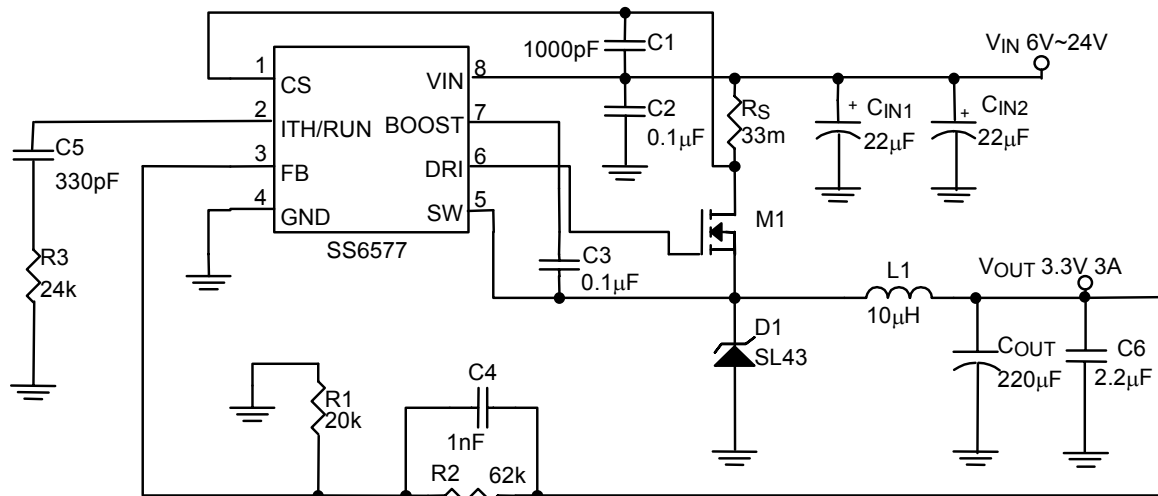 C1
1000pF
VIN 6V~24V
1
CS
VIN
8
2
ITH/RUN
BOOST
7
3
FB
DRI
6
4
GND
SW
5
SS6577
C2
0.1μF
RS
33m
+
CIN1
22μF
+
CIN2
22μF
C5
330pF
R3
24k
M1
C3
0.1μF
L1
10μH
VOUT 3.3V 3A
D1
SL43
COUT
220μF
C6
2.2μF
R1
20k
C4
1nF
R2
62k